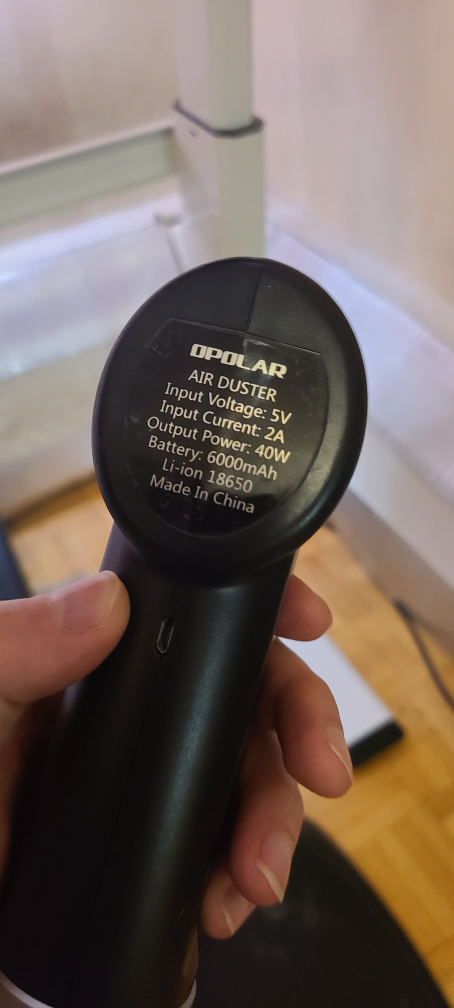 OPOLAR
AIR DUSTER
Input Voltage: 5V
Input Current: 2A
Output Power: 40W
Battery: 6000mAh
Li-ion 18650
Made In China